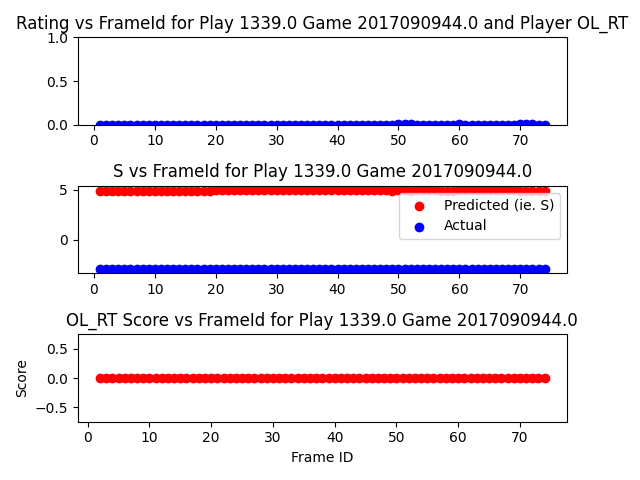 Rating vs FrameId for Play 1339.0 Game 2017090944.0 and Player OL_RT
1.0
0.5
0.0
0 10 20 30 40 50 60 70
S vs FrameId for Play 1339.0 Game 2017090944.0
5
0
Predicted (ie. S)
Actual
0 10 20 30 40 50 60 70
OL_RT Score vs FrameId for Play 1339.0 Game 2017090944.0
Score
0.5
0.0
−0.5
0 10 20 30 40 50 60 70
Frame ID